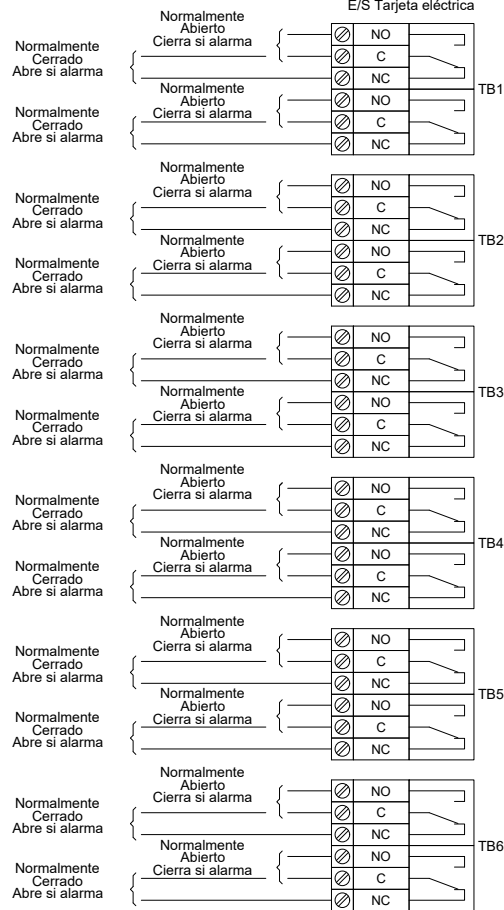 E/S Tarjeta eléctrica
Normalmente
Abierto
Cierra si alarma
NO
Normalmente
Cerrado
Abre si alarma
C
NC
TB1
Normalmente
Abierto
Cierra si alarma
NO
Normalmente
Cerrado
Abre si alarma
C
NC
Normalmente
Abierto
Cierra si alarma
NO
Normalmente
Cerrado
Abre si alarma
C
NC
TB2
Normalmente
Abierto
Cierra si alarma
NO
Normalmente
Cerrado
Abre si alarma
C
NC
Normalmente
Abierto
Cierra si alarma
NO
Normalmente
Cerrado
Abre si alarma
C
NC
TB3
Normalmente
Abierto
Cierra si alarma
NO
Normalmente
Cerrado
Abre si alarma
C
NC
Normalmente
Abierto
Cierra si alarma
NO
Normalmente
Cerrado
Abre si alarma
C
NC
TB4
Normalmente
Abierto
Cierra si alarma
NO
Normalmente
Cerrado
Abre si alarma
C
NC
Normalmente
Abierto
Cierra si alarma
NO
Normalmente
Cerrado
Abre si alarma
C
NC
TB5
Normalmente
Abierto
Cierra si alarma
NO
Normalmente
Cerrado
Abre si alarma
C
NC
Normalmente
Abierto
Cierra si alarma
NO
Normalmente
Cerrado
Abre si alarma
C
NC
TB6
Normalmente
Abierto
Cierra si alarma
NO
Normalmente
Cerrado
Abre si alarma
C
NC